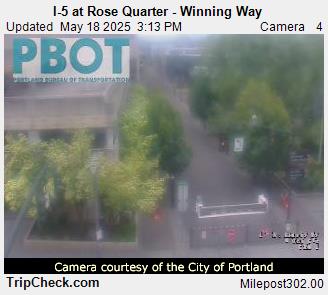 I-5 at Rose Quarter - Winning Way
Updated May 18 2025 3:13 PM Camera 4
PBOT
PORTLAND BUREAU OF TRANSPORTATION
Camera courtesy of the City of Portland
TripCheck.com Milepost302.00